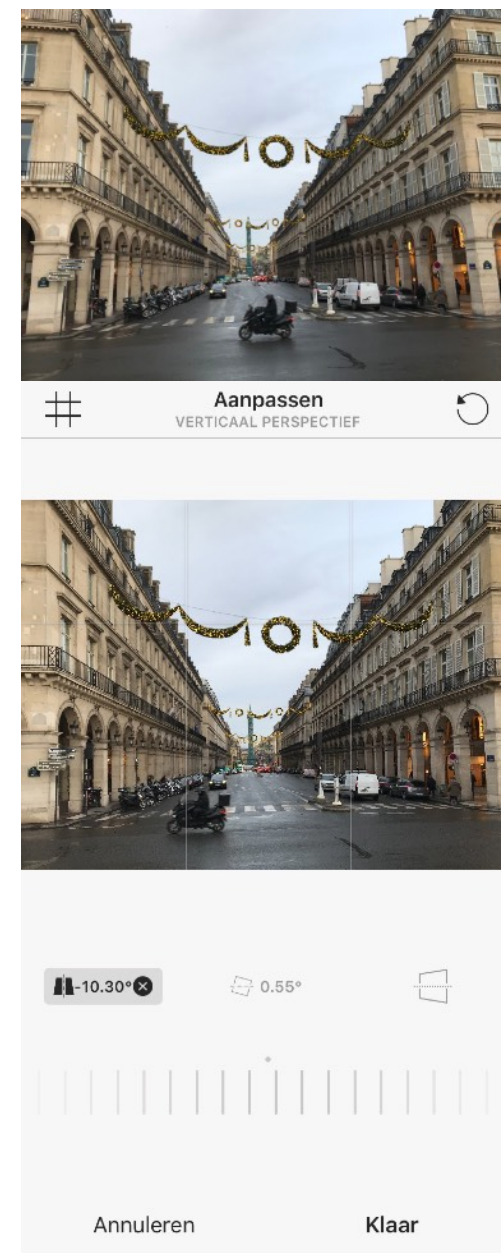 Aanpassen
VERTICAAL PERSPECTIEF
-10.30°
0.55°
Annuleren
Klaar